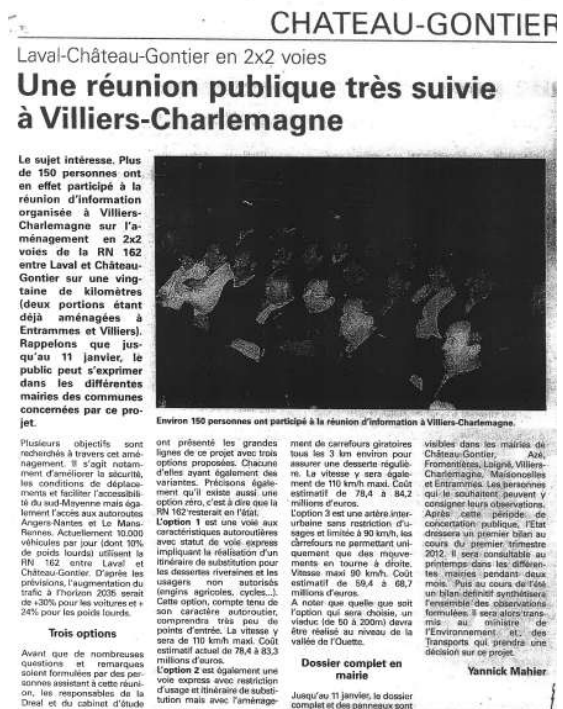 CHATEAU-GONTIER
Laval-Château-Gontier en 2x2 voies
Une réunion publique très suivie
à Villiers-Charlemagne
Le sujet intéresse. Plus
de 150 personnes ont
en effet participé à la
réunion d'information
organisée à Villiers-
Charlemagne sur l'a-
ménagement en 2x2
voies de la RN 162
entre Laval et Château-
Gontier sur une ving-
taine de kilomètres
(deux portions étant
déjà aménagées à
Entrammes et Villiers).
Rappelons que jus-
qu'au 11 janvier, le
public peut s'exprimer
dans les différentes
mairies des communes
concernées par ce pro-
jet.
Environ 150 personnes ont participé à la réunion d'information à Villiers-Charlemagne.
Plusieurs objectifs sont
recherchés à travers cet amé-
nagement. Il s'agit notam-
ment d'améliorer la sécurité,
les conditions de déplace-
ments et faciliter l'accessibili-
té du sud-Mayenne mais éga-
lement l'accès aux autoroutes
Angers-Nantes et Le Mans-
Rennes. Actuellement 10.000
véhicules par jour (dont 10%
de poids lourds) utilisent la
RN 162 entre Laval et
Château-Gontier. D'après les
prévisions, l'augmentation du
trafic à l'horizon 2035 serait
de +30% pour les voitures et +
24% pour les poids lourds.
Trois options
Avant que de nombreuses
questions et remarques
soient formulées par des per-
sonnes assistant à cette réuni-
on, les responsables de la
Dreal et du cabinet d'étude
ont présenté les grandes
lignes de ce projet avec trois
options proposées. Chacune
d'elles ayant également des
variantes. Précisons égale-
ment qu'il existe aussi une
option zéro, c'est à dire que la
RN 162 resterait en l'état.
L'option 1 est une voie aux
caractéristiques autoroutières
avec statut de voie express
impliquant la réalisation d'un
itinéraire de substitution pour
les dessertes riveraines et les
usagers non autorisés
(engins agricoles, cycles...).
Cette option, compte tenu de
son caractère autoroutier,
comprendra très peu de
points d'entrée. La vitesse y
sera de 110 km/h maxi. Coût
estimatif actuel de 78,4 à 83,3
millions d'euros.
L'option 2 est également une
voie express avec restriction
d'usage et itinéraire de substi-
tution mais avec l'aménage-
ment de carrefours giratoires
tous les 3 km environ pour
assurer une desserte réguliè-
re. La vitesse y sera égale-
ment de 110 km/h maxi. Coût
estimatif de 78,4 à 84,2
millions d'euros.
L'option 3 est une artère inter-
urbaine sans restriction d'u-
sages et limitée à 90 km/h, les
carrefours ne permettant uni-
quement que des mouve-
ments en tourne à droite.
Vitesse maxi 90 km/h. Coût
estimatif de 59,4 à 68,7
millions d'euros.
A noter que quelle que soit
l'option qui sera choisie, un
viaduc (de 50 à 200m) devra
être réalisé au niveau de la
vallée de l'Ouette.
Dossier complet en
mairie
Jusqu'au 11 janvier, le dossier
complet et des panneaux sont
visibles dans les mairies de
Château-Gontier, Azé,
Fromentières, Loigné, Villiers-
Charlemagne, Maisoncelles
et Entrammes. Les personnes
qui le souhaitent peuvent y
consigner leurs observations.
Après cette période de
concertation publique, l'Etat
dressera un premier bilan au
cours du premier trimestre
2012. Il sera consultable au
printemps dans les différen-
tes mairies pendant deux
mois. Puis au cours de l'été
un bilan définitif synthétisera
l'ensemble des observations
formulées. Il sera alors trans-
mis au ministre de
l'Environnement et des
Transports qui prendra une
décision sur ce projet.
Yannick Mahier